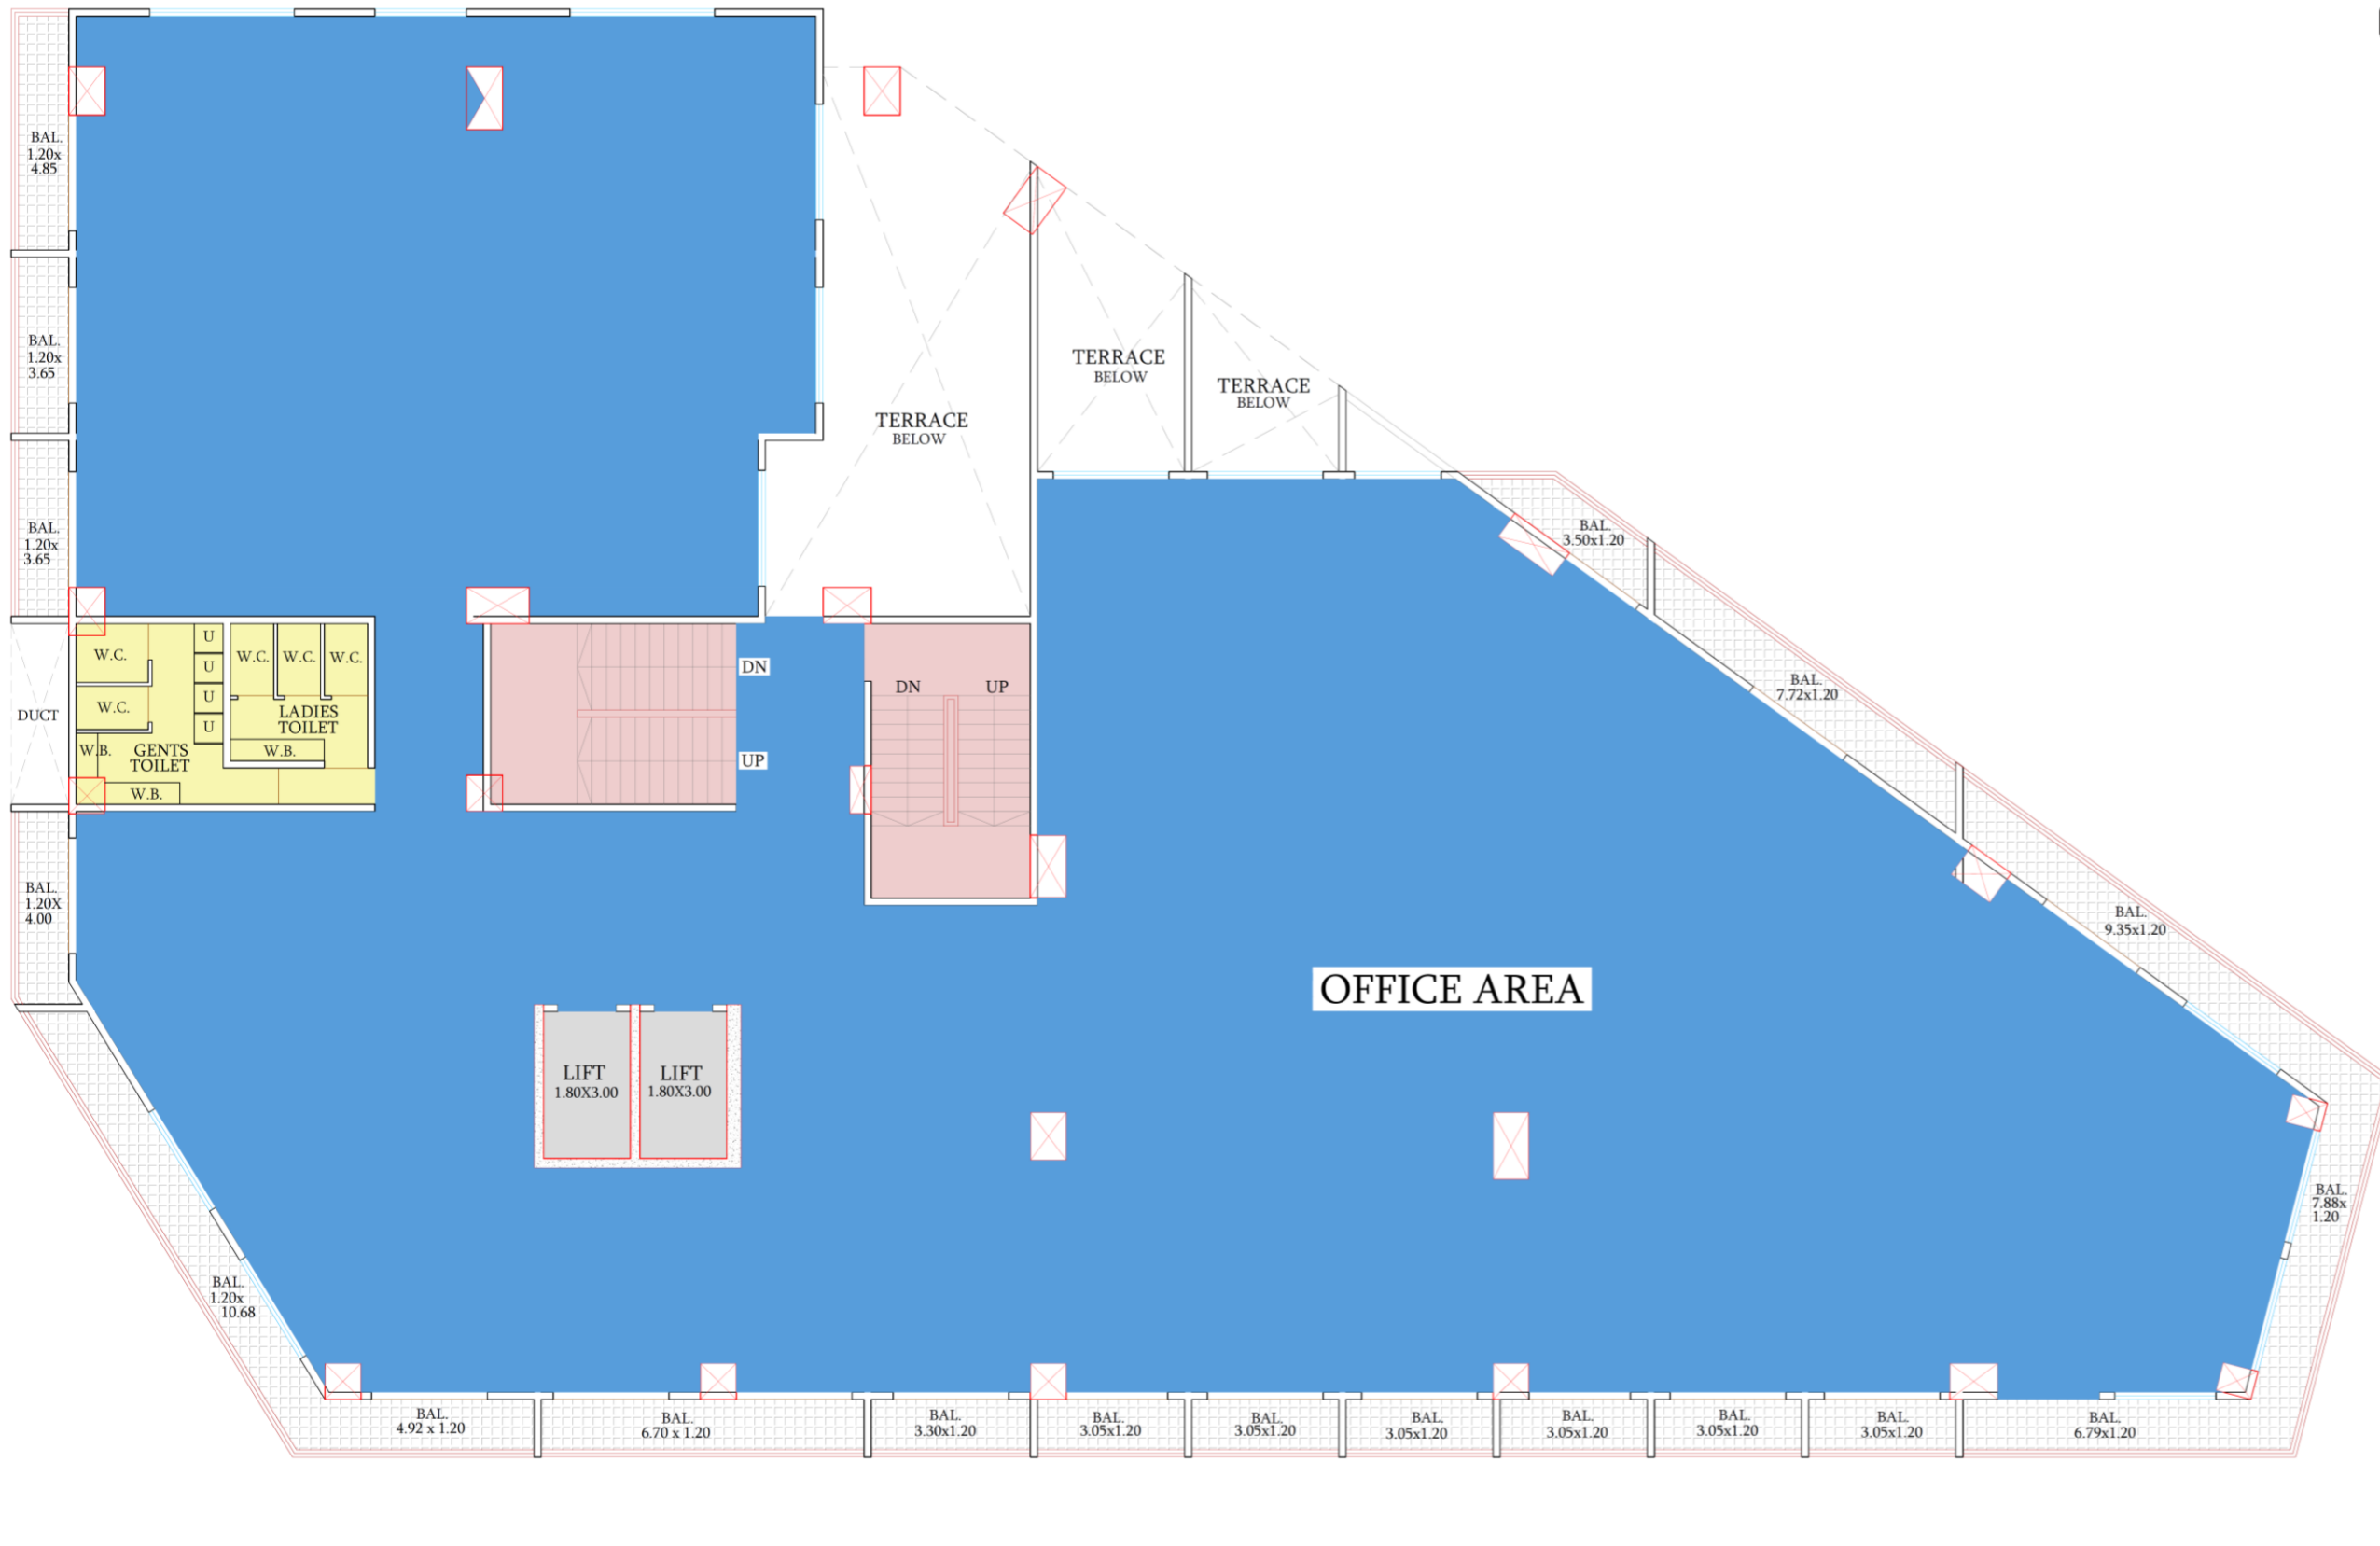 BAL.
1.20x
4.85
BAL.
1.20x
3.65
BAL.
1.20x
3.65
TERRACE
BELOW
TERRACE
BELOW
TERRACE
BELOW
BAL.
3.50x1.20
BAL.
7.72x1.20
BAL.
9.35x1.20
BAL.
7.88x
1.20
DUCT
W.C.
W.C.
W.B.
GENTS
TOILET
W.B.
U
U
U
U
W.C.
W.C.
W.C.
LADIES
TOILET
W.B.
DN
UP
DN
UP
BAL.
1.20X
4.00
OFFICE AREA
LIFT
1.80X3.00
LIFT
1.80X3.00
BAL.
1.20x
10.68
BAL.
4.92 x 1.20
BAL.
6.70 x 1.20
BAL.
3.30x1.20
BAL.
3.05x1.20
BAL.
3.05x1.20
BAL.
3.05x1.20
BAL.
3.05x1.20
BAL.
3.05x1.20
BAL.
3.05x1.20
BAL.
6.79x1.20